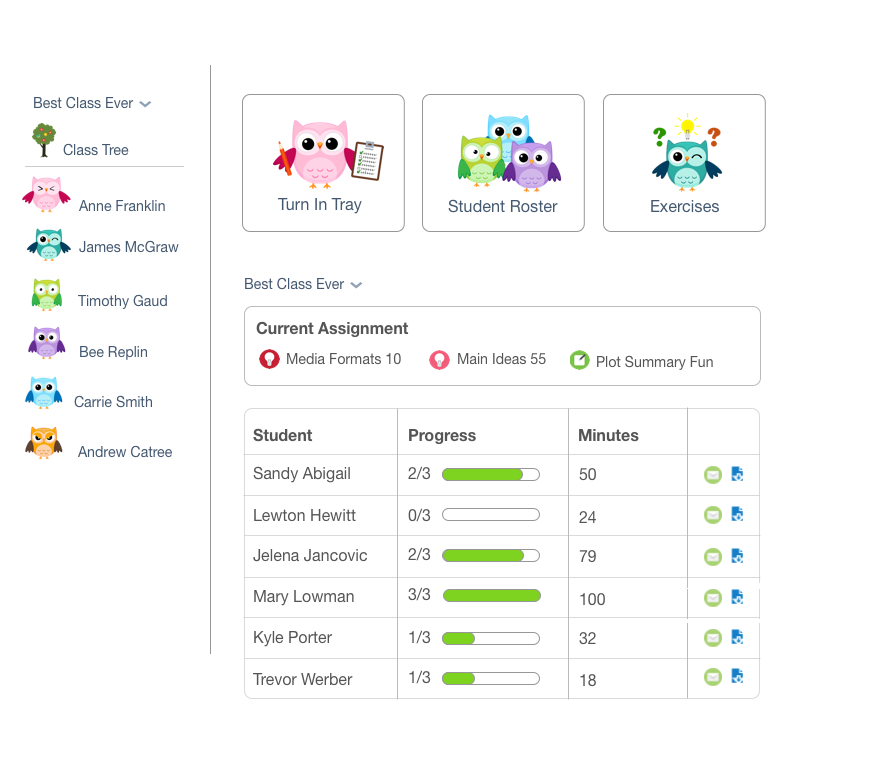 Best Class Ever
Class Tree
Anne Franklin
James McGraw
Timothy Gaud
Bee Replin
Carrie Smith
Andrew Catree
Turn In Tray
Student Roster
? ?
Exercises
Best Class Ever
Current Assignment
Media Formats 10 Main Ideas 55 Plot Summary Fun
Student Progress Minutes
Sandy Abigail 2/3 50
Lewton Hewitt 0/3 24
Jelena Jancovic 2/3 79
Mary Lowman 3/3 100
Kyle Porter 1/3 32
Trevor Werber 1/3 18